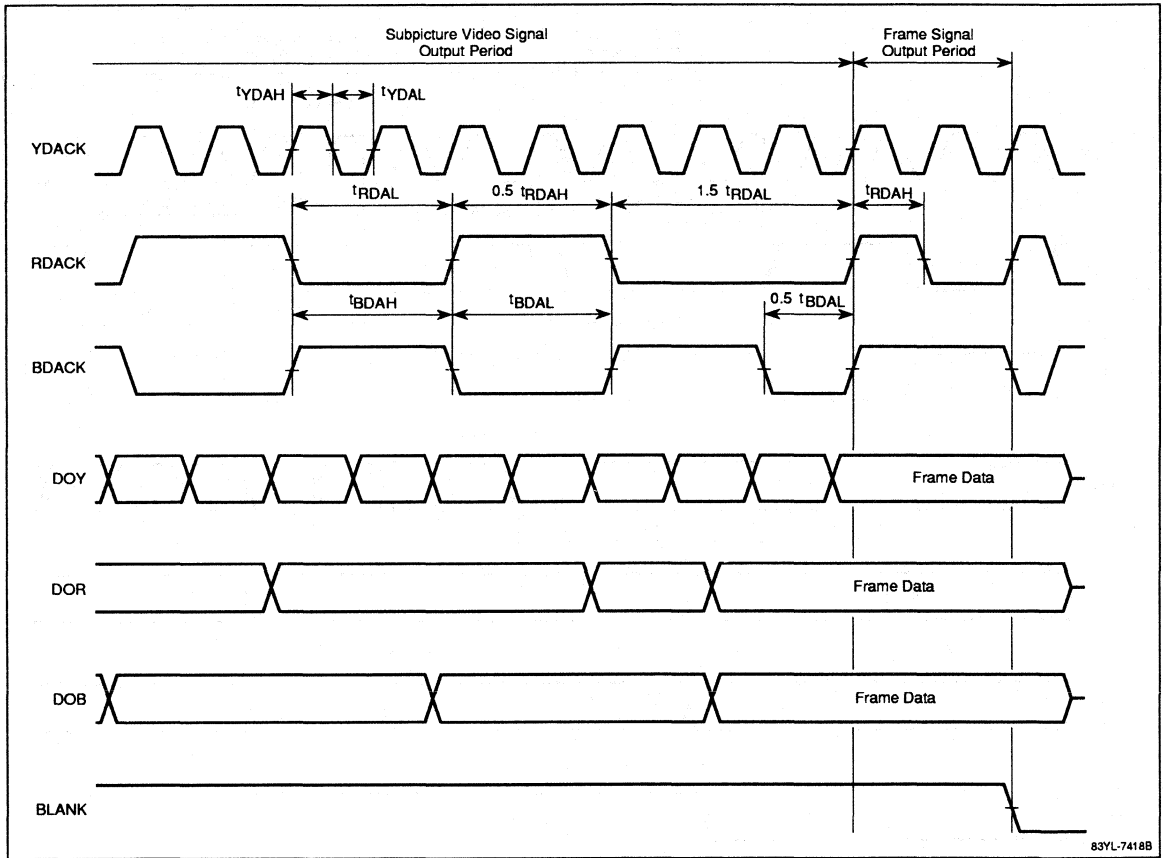 Subpicture Video Signal
Output Period
Frame Signal
Output Period
tYDAH
tYDAL
YDACK
tRDAL
0.5 tRDAH
1.5 tRDAL
tRDAH
RDACK
tBDAH
tBDAL
0.5 tBDAL
BDACK
DOY
Frame Data
DOR
Frame Data
DOB
Frame Data
BLANK
83YL-7418B